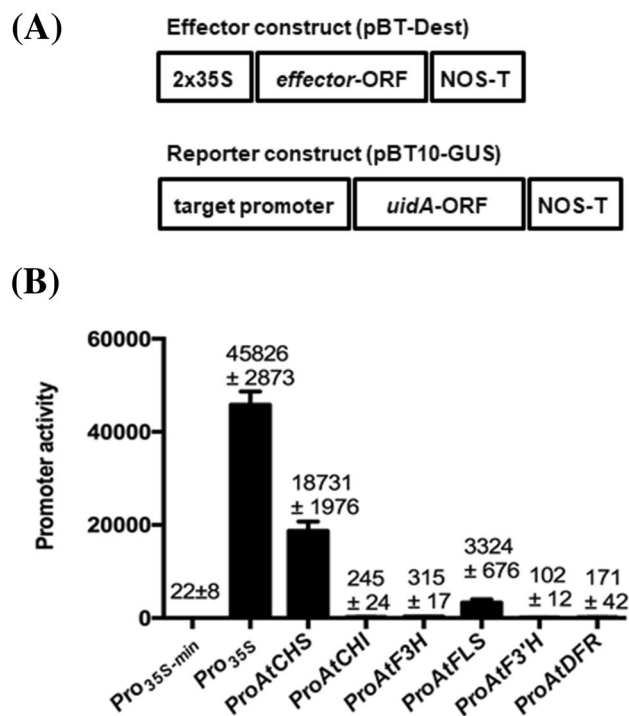 (A)
Effector construct (pBT-Dest)
2x35S effector-ORF NOS-T
Reporter construct (pBT10-GUS)
target promoter uidA-ORF NOS-T
(B)
Promoter activity
60000
40000
20000
0
22±8
45826
± 2873
18731
± 1976
245
± 24
315
± 17
3324
± 676
102
± 12
171
± 42
Pro35S-min
Pro35S
ProAtCHS
ProAtCHI
ProAtF3H
ProAtFLS
ProAtF3'H
ProAtDFR